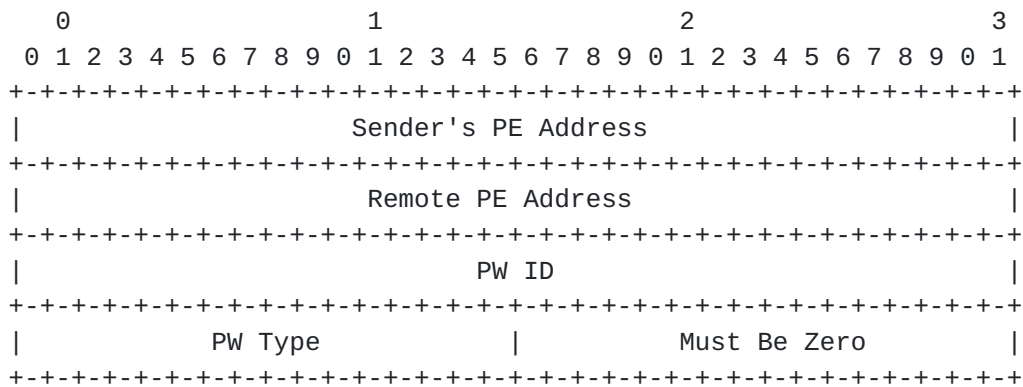 0                   1                   2                   3
 0 1 2 3 4 5 6 7 8 9 0 1 2 3 4 5 6 7 8 9 0 1 2 3 4 5 6 7 8 9 0 1
+-+-+-+-+-+-+-+-+-+-+-+-+-+-+-+-+-+-+-+-+-+-+-+-+-+-+-+-+-+-+-+-+
|                     Sender's PE Address                       |
+-+-+-+-+-+-+-+-+-+-+-+-+-+-+-+-+-+-+-+-+-+-+-+-+-+-+-+-+-+-+-+-+
|                      Remote PE Address                        |
+-+-+-+-+-+-+-+-+-+-+-+-+-+-+-+-+-+-+-+-+-+-+-+-+-+-+-+-+-+-+-+-+
|                             PW ID                             |
+-+-+-+-+-+-+-+-+-+-+-+-+-+-+-+-+-+-+-+-+-+-+-+-+-+-+-+-+-+-+-+-+
|            PW Type            |          Must Be Zero         |
+-+-+-+-+-+-+-+-+-+-+-+-+-+-+-+-+-+-+-+-+-+-+-+-+-+-+-+-+-+-+-+-+